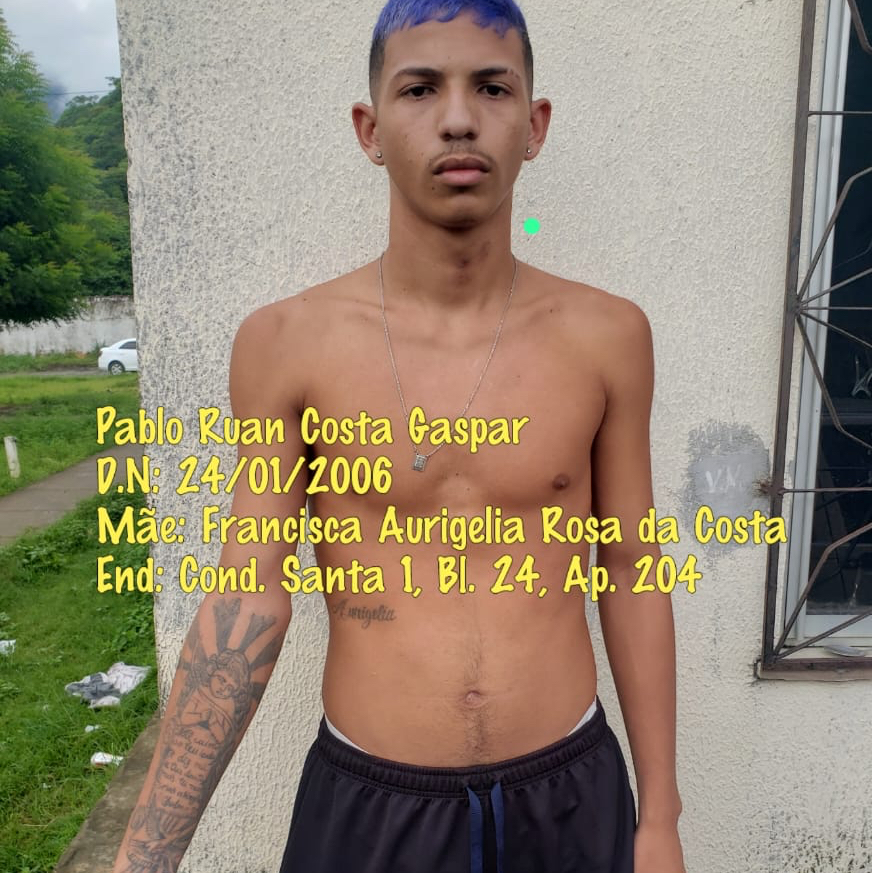 Pablo Ruan Costa Gaspar
D.N: 24/01/2006
Mãe: Francisca Aurigelia Rosa da Costa
End: Cond. Santa 1, Bl. 24, Ap. 204
Aurigelia